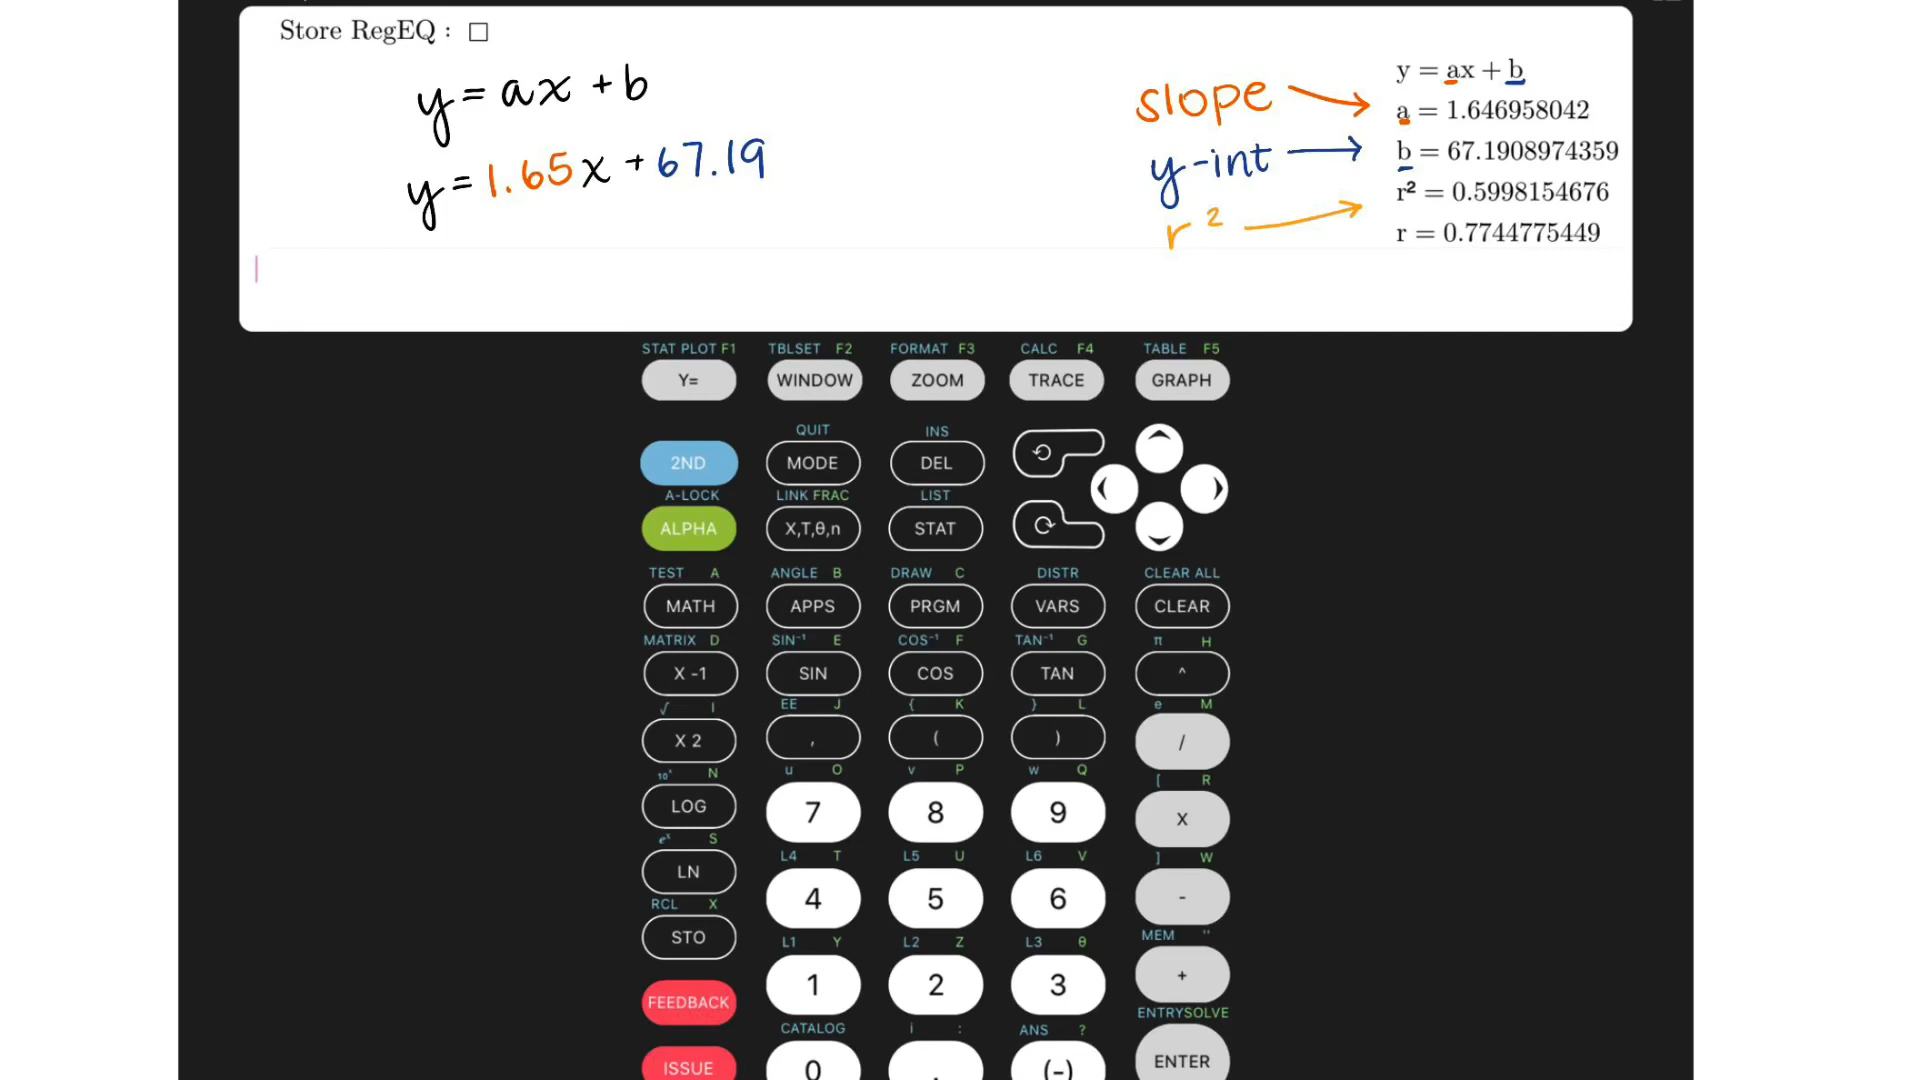 Store RegEQ : □
y = ax + b
y = 1.65x + 67.19
slope
y-int
r²
y = ax + b
a = 1.646958042
b = 67.1908974359
r² = 0.5998154676
r = 0.7744775449
STAT PLOT F1 TBLSET F2 FORMAT F3 CALC F4 TABLE F5
Y= WINDOW ZOOM TRACE GRAPH
QUIT INS
2ND MODE DEL
A-LOCK LINK FRAC LIST
ALPHA X,T,θ,n STAT
TEST A ANGLE B DRAW C DISTR CLEAR ALL
MATH APPS PRGM VARS CLEAR
MATRIX D SIN⁻¹ E COS⁻¹ F TAN⁻¹ G π H
X -1 SIN COS TAN ^
√ I EE J { K } L e M
X 2 , ( ) /
10ˣ N u O v P w Q [ R
LOG 7 8 9 X
eˣ S L4 T L5 U L6 V ] W
LN 4 5 6 -
RCL X L1 Y L2 Z L3 θ MEM "
STO 1 2 3 +
FEEDBACK CATALOG i : ANS ? ENTRY SOLVE
ISSUE 0 . (-) ENTER